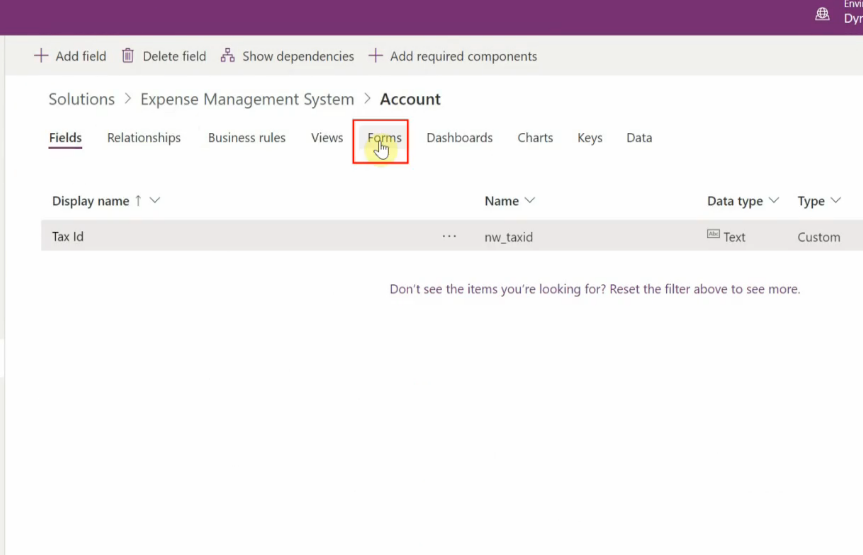 Envi
Dyn
Add field Delete field Show dependencies Add required components
Solutions > Expense Management System > Account
Fields Relationships Business rules Views Forms Dashboards Charts Keys Data
Display name ↑ Name Data type Type
Tax Id ··· nw_taxid Abc Text Custom
Don't see the items you're looking for? Reset the filter above to see more.